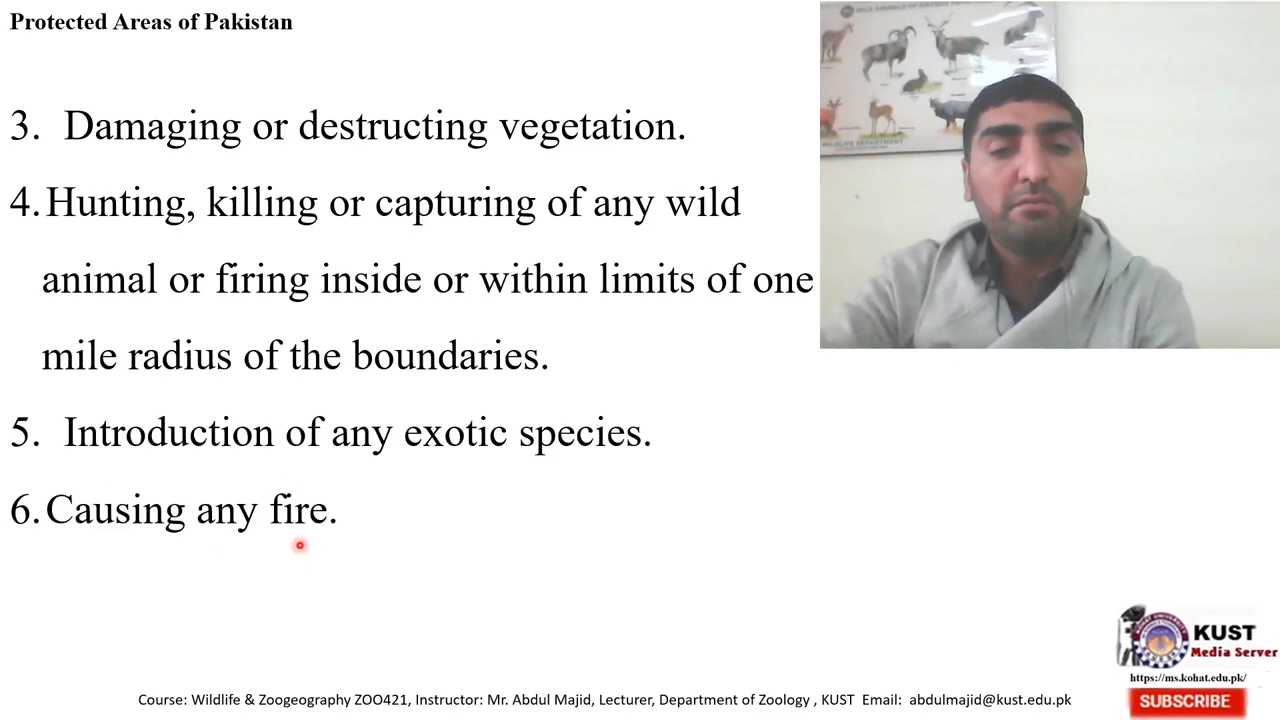 Protected Areas of Pakistan
3. Damaging or destructing vegetation.
4. Hunting, killing or capturing of any wild
animal or firing inside or within limits of one
mile radius of the boundaries.
5. Introduction of any exotic species.
6. Causing any fire.
WILDLIFE DEPARTMENT
KUST
Media Server
https://ms.kohat.edu.pk/
SUBSCRIBE
Course: Wildlife & Zoogeography ZOO421, Instructor: Mr. Abdul Majid, Lecturer, Department of Zoology , KUST Email: abdulmajid@kust.edu.pk